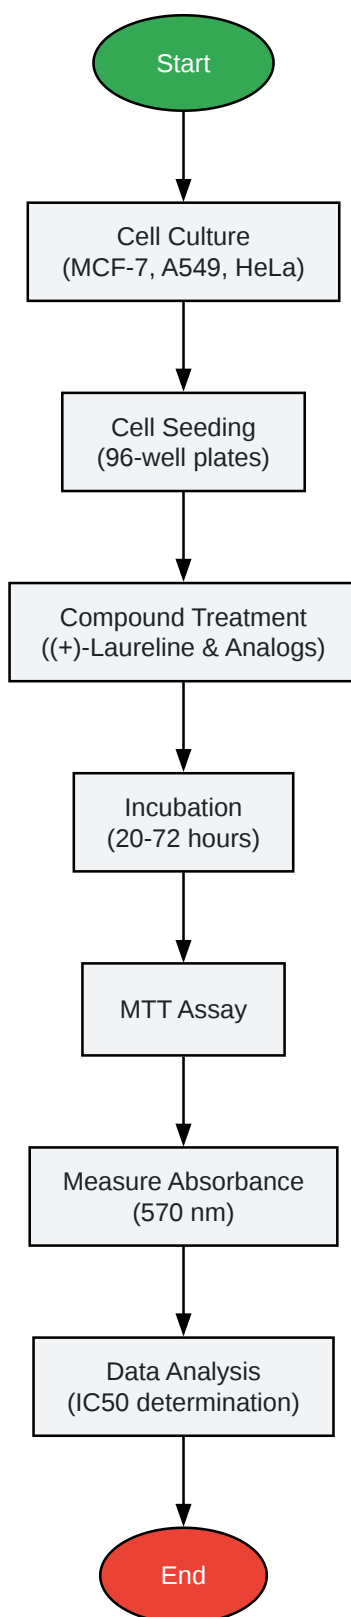 Start
Cell Culture
(MCF-7, A549, HeLa)
Cell Seeding
(96-well plates)
Compound Treatment
((+)-Laureline & Analogs)
Incubation
(20-72 hours)
MTT Assay
Measure Absorbance
(570 nm)
Data Analysis
(IC50 determination)
End